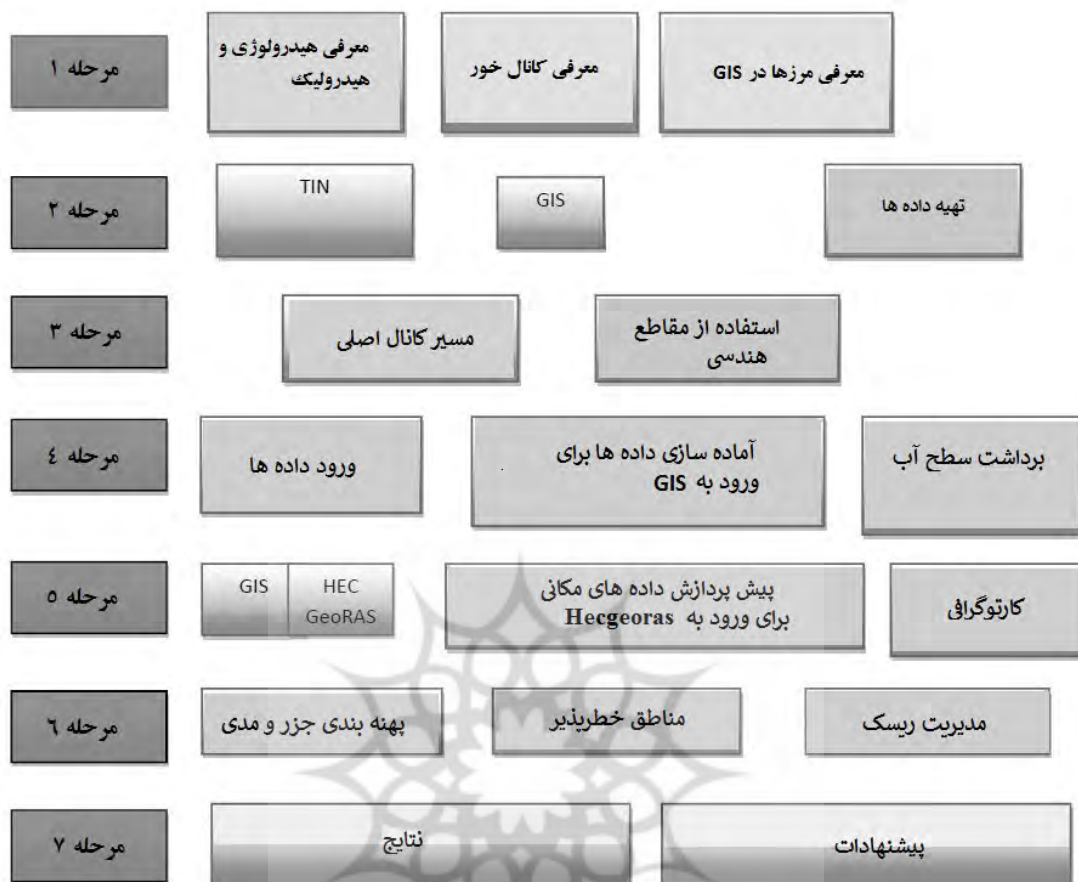 مرحله ۱
معرفی هیدرولوژی و
هیدرولیک
معرفی کانال خور
معرفی مرزها در GIS
مرحله ۲
TIN
GIS
تهیه داده ها
مرحله ۳
مسیر کانال اصلی
استفاده از مقاطع
هندسی
مرحله ٤
ورود داده ها
آماده سازی داده ها برای
ورود به GIS
برداشت سطح آب
مرحله ٥
GIS
HEC
GeoRAS
پیش پردازش داده های مکانی
برای ورود به Hecgeoras
کارتوگرافی
مرحله ٦
پهنه بندی جزر و مدی
مناطق خطرپذیر
مدیریت ریسک
مرحله ۷
نتایج
پیشنهادات